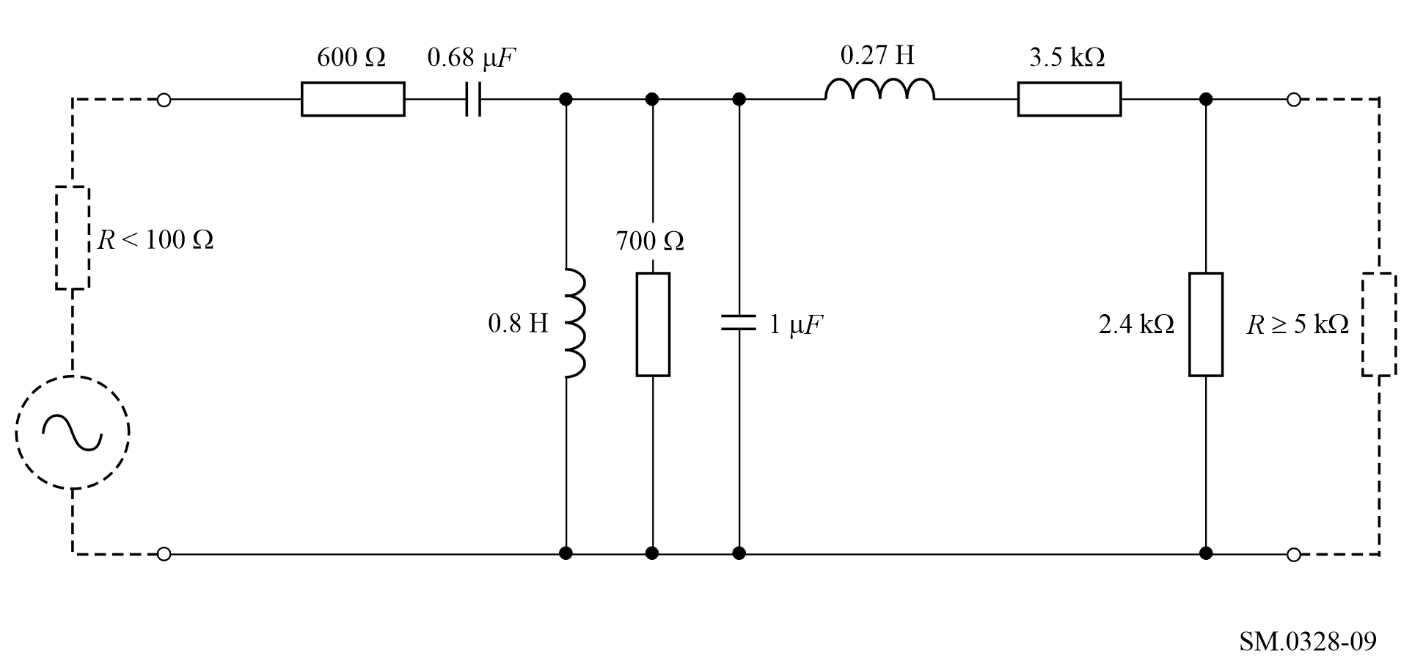 600 Ω
0.68 μF
0.27 H
3.5 kΩ
R < 100 Ω
700 Ω
0.8 H
1 μF
2.4 kΩ
R ≥ 5 kΩ
SM.0328-09